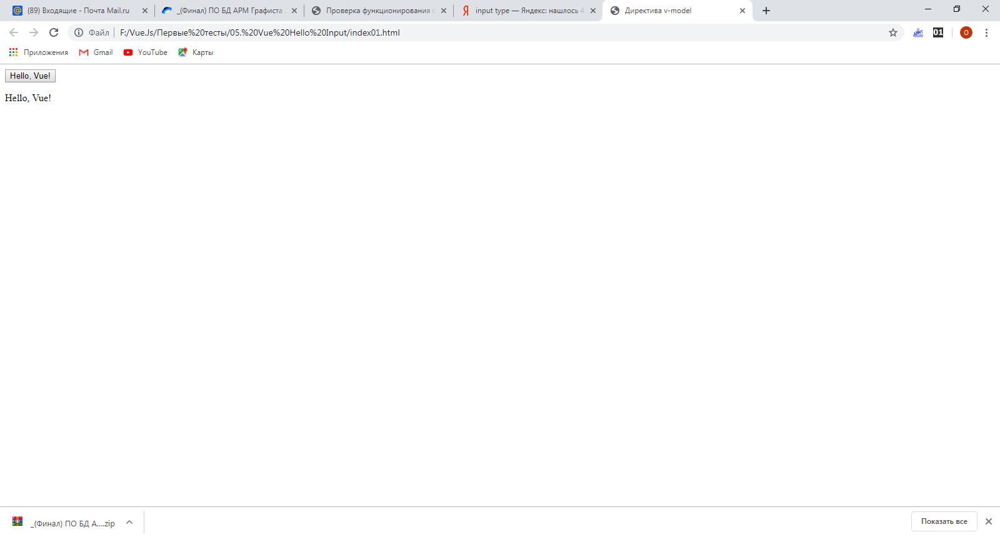 (89) Входящие - Почта Mail.ru
_(Финал) ПО БД АРМ Графиста
Проверка функционирования с
input type — Яндекс: нашлось 4
Директива v-model
Файл
F:/VueJs/Первые%20тесты/05.%20Vue%20Hello%20Input/index01.html
01
O
Приложения
Gmail
YouTube
Карты
Hello, Vue!
Hello, Vue!
_(Финал) ПО БД А....zip
Показать все